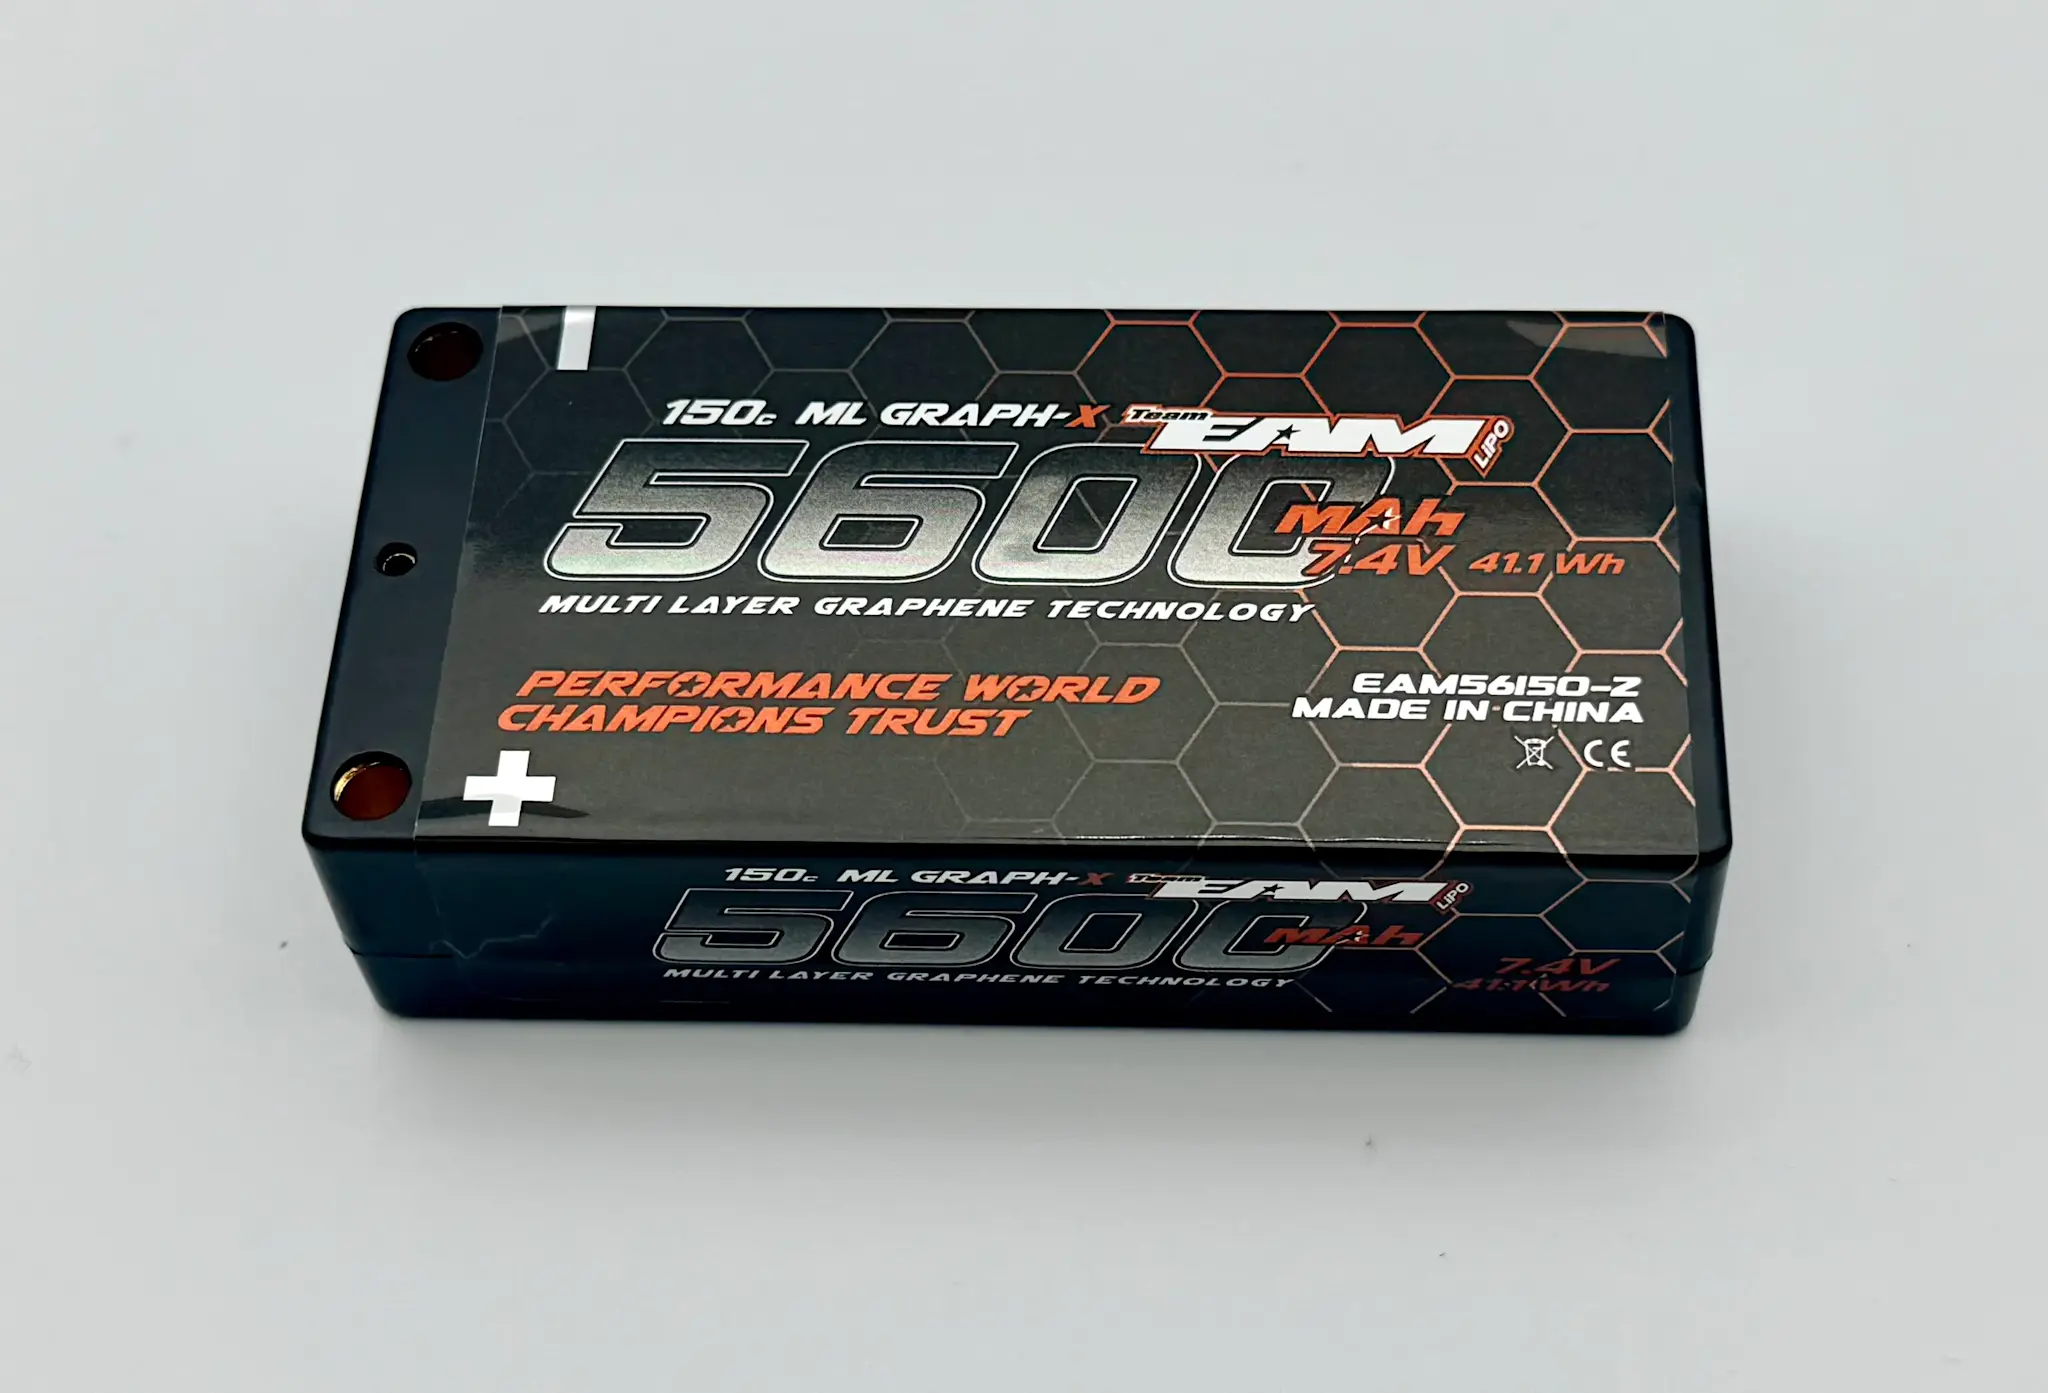 150c ML GRAPH-X Team EAM LiPO
5600 mAh
7.4V 41.1 Wh
MULTI LAYER GRAPHENE TECHNOLOGY
PERFORMANCE WORLD
CHAMPIONS TRUST
EAM56150-Z
MADE IN CHINA
CE
150c ML GRAPH-X Team EAM LiPO
5600 mAh
7.4V
41.1 Wh
MULTI LAYER GRAPHENE TECHNOLOGY